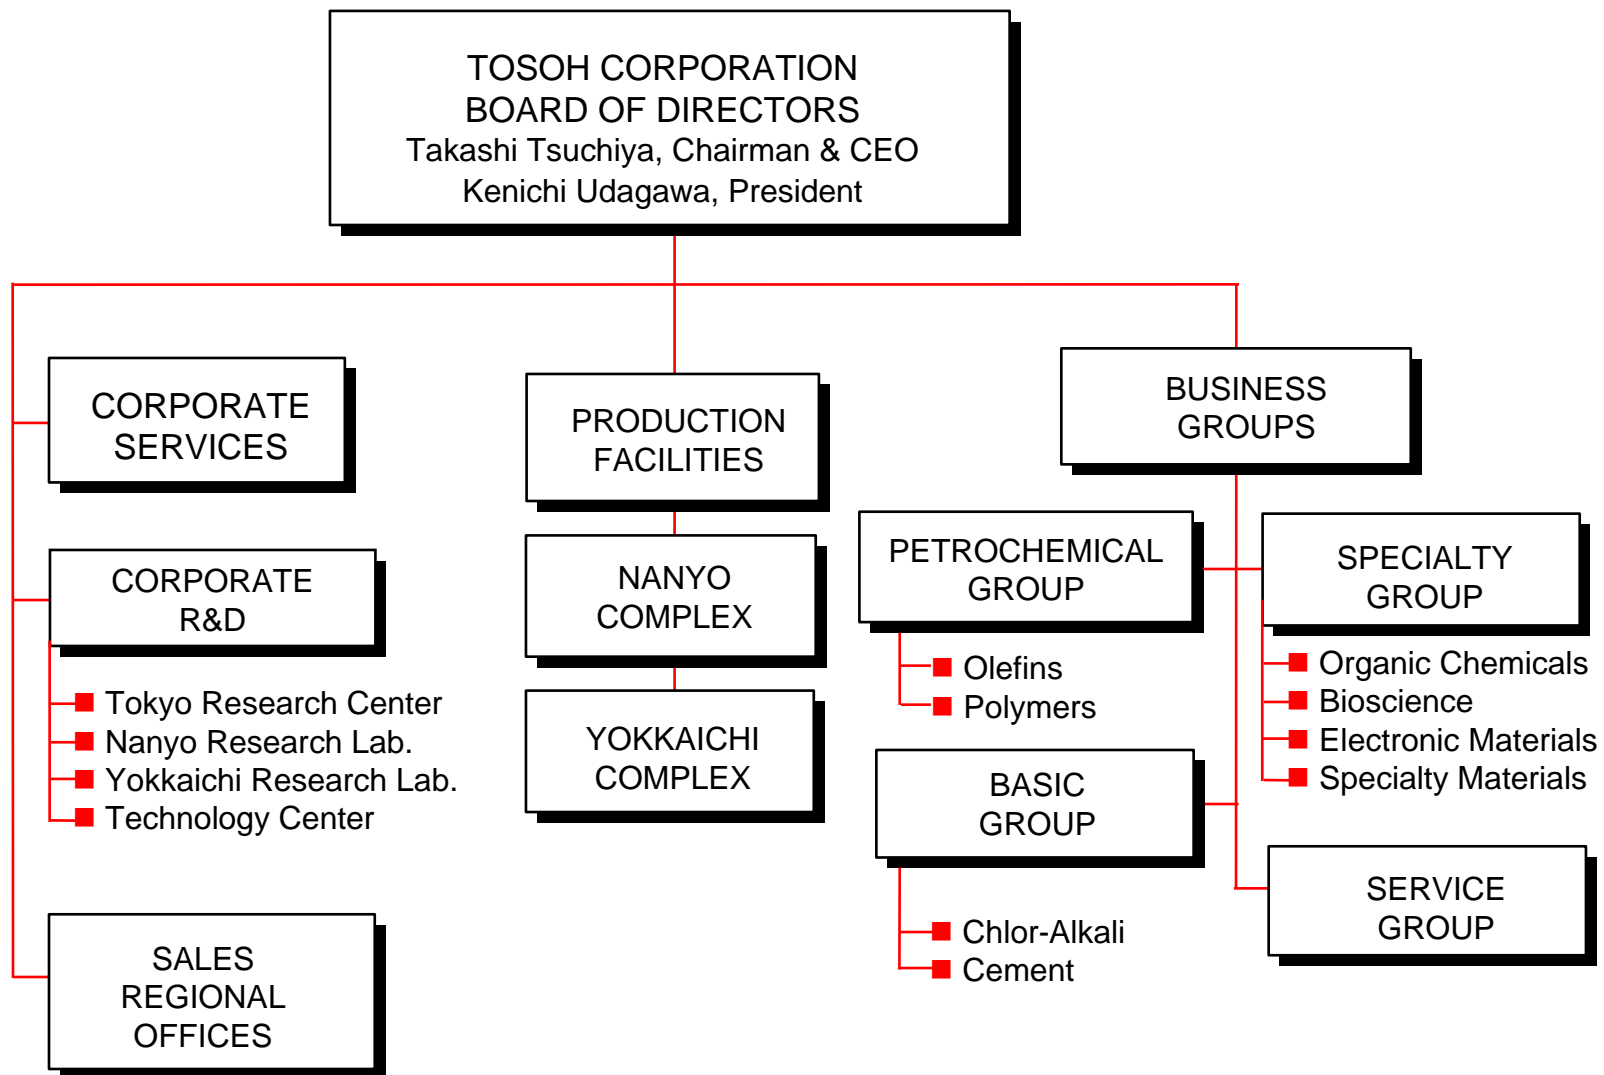 TOSOH CORPORATION
BOARD OF DIRECTORS
Takashi Tsuchiya, Chairman & CEO
Kenichi Udagawa, President
CORPORATE
SERVICES
CORPORATE
R&D
Tokyo Research Center
Nanyo Research Lab.
Yokkaichi Research Lab.
Technology Center
SALES
REGIONAL
OFFICES
PRODUCTION
FACILITIES
NANYO
COMPLEX
YOKKAICHI
COMPLEX
BUSINESS
GROUPS
PETROCHEMICAL
GROUP
Olefins
Polymers
BASIC
GROUP
Chlor-Alkali
Cement
SPECIALTY
GROUP
Organic Chemicals
Bioscience
Electronic Materials
Specialty Materials
SERVICE
GROUP